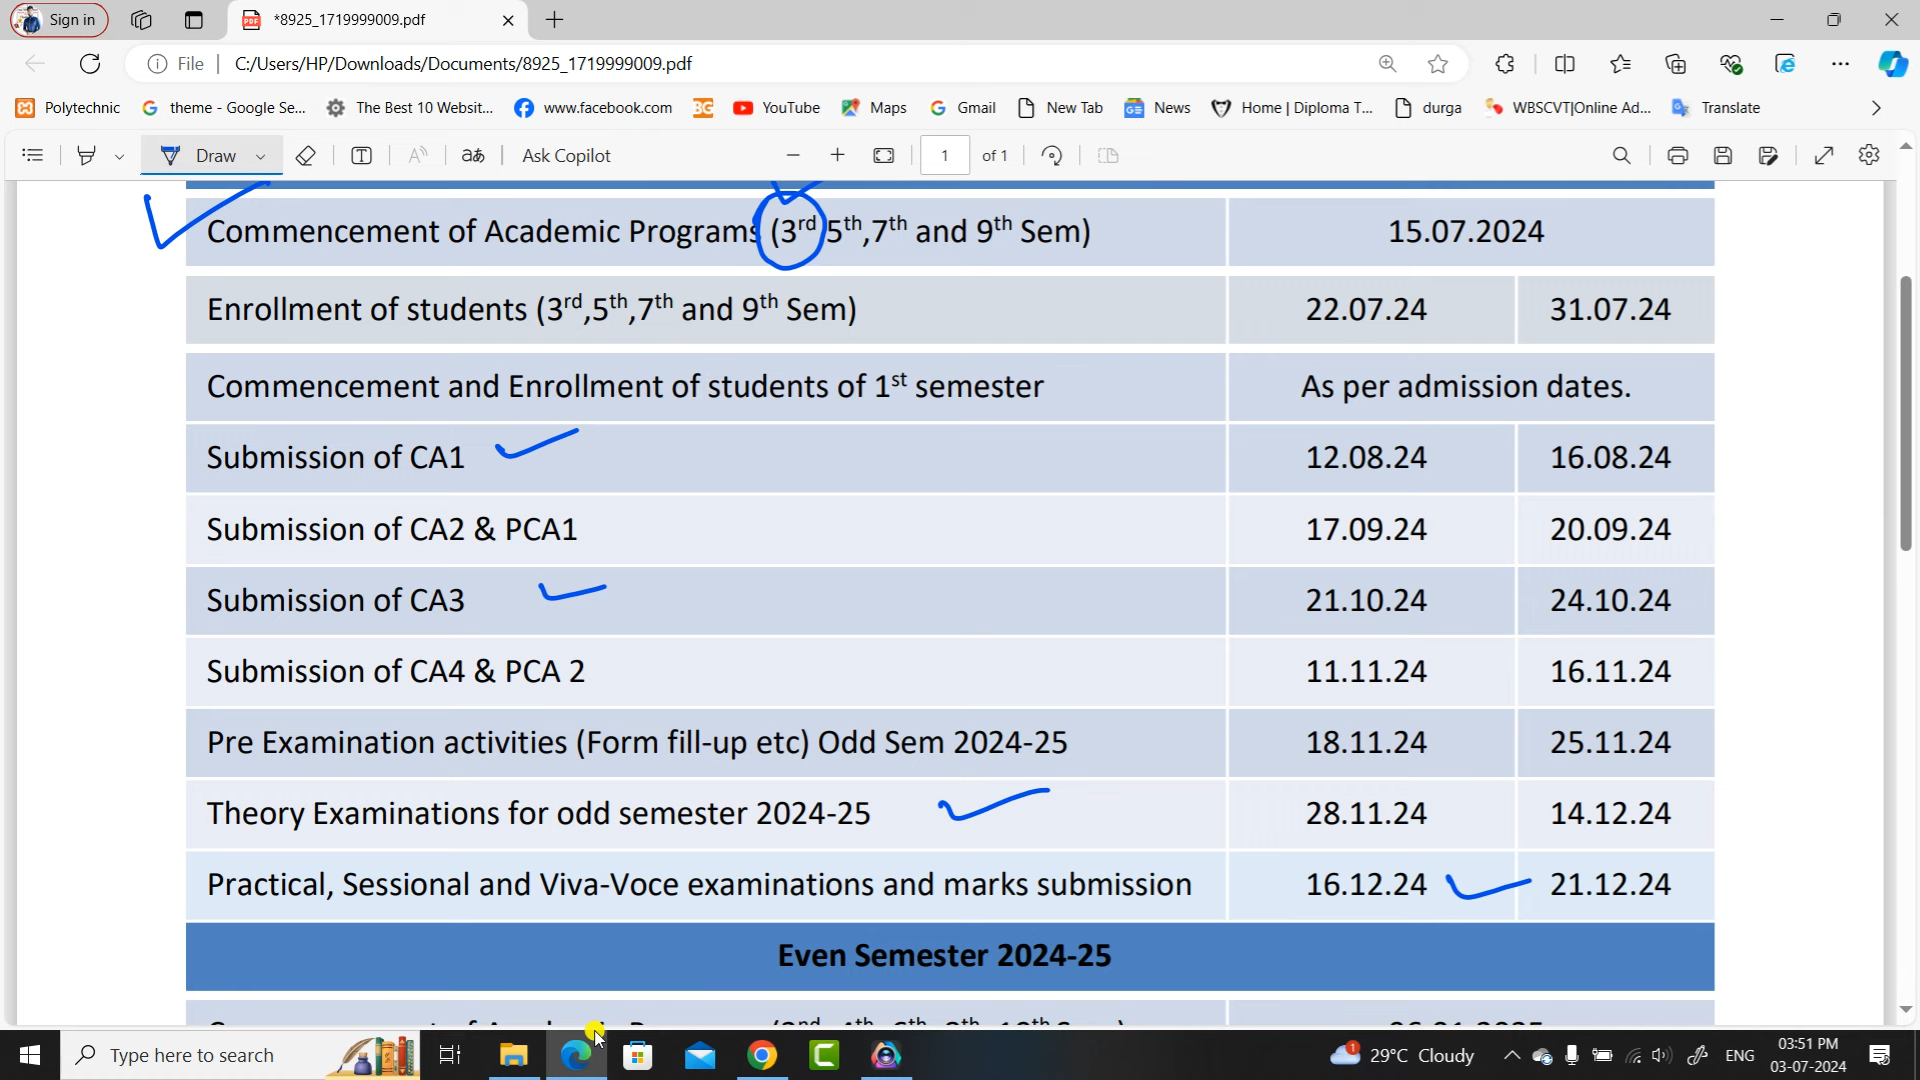 Sign in
*8925_1719999009.pdf
File
C:/Users/HP/Downloads/Documents/8925_1719999009.pdf
Polytechnic
theme - Google Se...
The Best 10 Websit...
www.facebook.com
YouTube
Maps
Gmail
New Tab
News
Home | Diploma T...
durga
WBSCVT|Online Ad...
Translate
Draw
Ask Copilot
1
of 1
Commencement of Academic Programs (3rd 5th,7th and 9th Sem) 15.07.2024
Enrollment of students (3rd,5th,7th and 9th Sem) 22.07.24 31.07.24
Commencement and Enrollment of students of 1st semester As per admission dates.
Submission of CA1 12.08.24 16.08.24
Submission of CA2 & PCA1 17.09.24 20.09.24
Submission of CA3 21.10.24 24.10.24
Submission of CA4 & PCA 2 11.11.24 16.11.24
Pre Examination activities (Form fill-up etc) Odd Sem 2024-25 18.11.24 25.11.24
Theory Examinations for odd semester 2024-25 28.11.24 14.12.24
Practical, Sessional and Viva-Voce examinations and marks submission 16.12.24 21.12.24
Even Semester 2024-25
Type here to search
29°C Cloudy
ENG
03:51 PM
03-07-2024